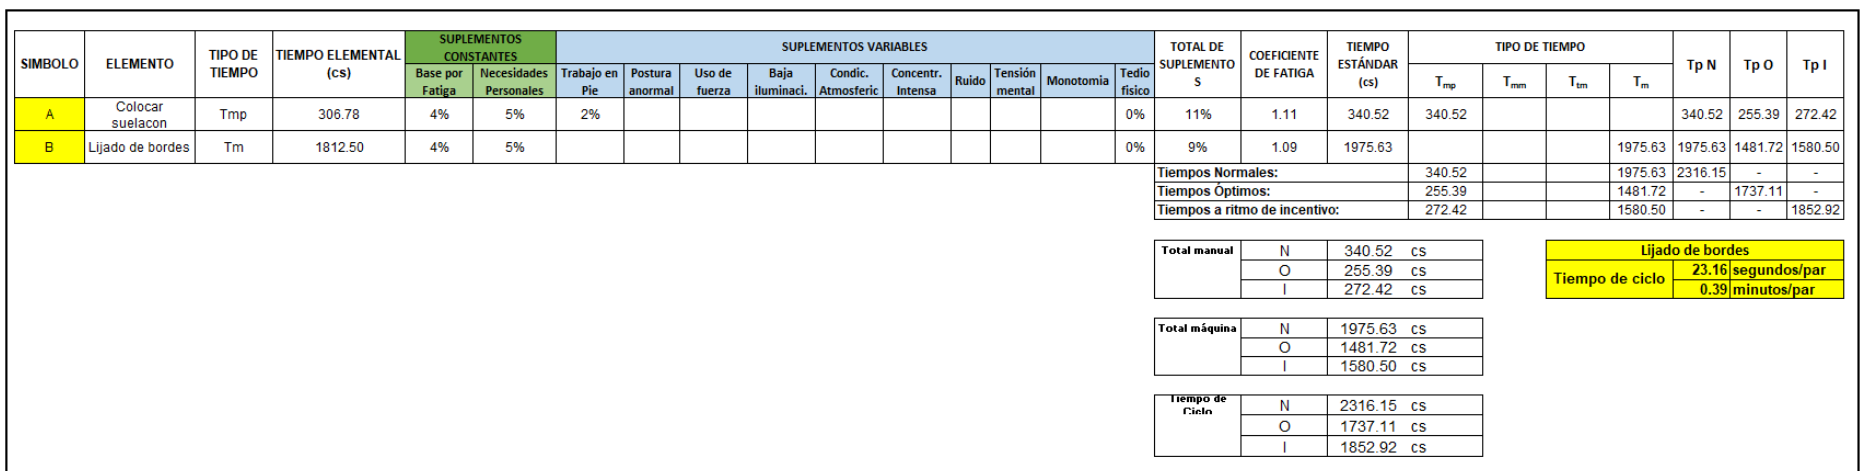 SIMBOLO ELEMENTO TIPO DE TIEMPO TIEMPO ELEMENTAL (cs) SUPLEMENTOS CONSTANTES SUPLEMENTOS VARIABLES TOTAL DE SUPLEMENTO S COEFICIENTE DE FATIGA TIEMPO ESTÁNDAR (cs) TIPO DE TIEMPO Tp N Tp O Tp I
Base por Fatiga Necesidades Personales Trabajo en Pie Postura anormal Uso de fuerza Baja iluminaci. Condic. Atmosferic Concentr. Intensa Ruido Tensión mental Monotomia Tedio fisico Tmp Tmm Ttm Tm
A Colocar suelacon Tmp 306.78 4% 5% 2% 0% 11% 1.11 340.52 340.52 340.52 255.39 272.42
B Lijado de bordes Tm 1812.50 4% 5% 0% 9% 1.09 1975.63 1975.63 1975.63 1481.72 1580.50
Tiempos Normales: 340.52 1975.63 2316.15 - -
Tiempos Óptimos: 255.39 1481.72 - 1737.11 -
Tiempos a ritmo de incentivo: 272.42 1580.50 - - 1852.92
Total manual N 340.52 cs
O 255.39 cs
I 272.42 cs
Lijado de bordes
Tiempo de ciclo 23.16 segundos/par
0.39 minutos/par
Total máquina N 1975.63 cs
O 1481.72 cs
I 1580.50 cs
Tiempo de Ciclo N 2316.15 cs
O 1737.11 cs
I 1852.92 cs